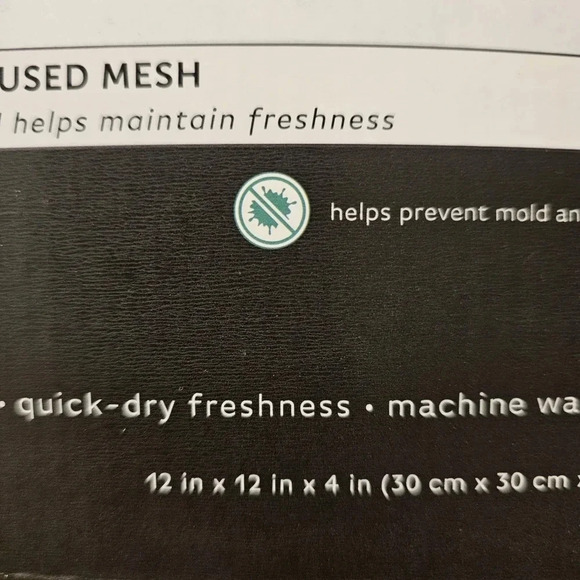 USED MESH
helps maintain freshness
helps prevent mold an
• quick-dry freshness • machine wa
12 in x 12 in x 4 in (30 cm x 30 cm x